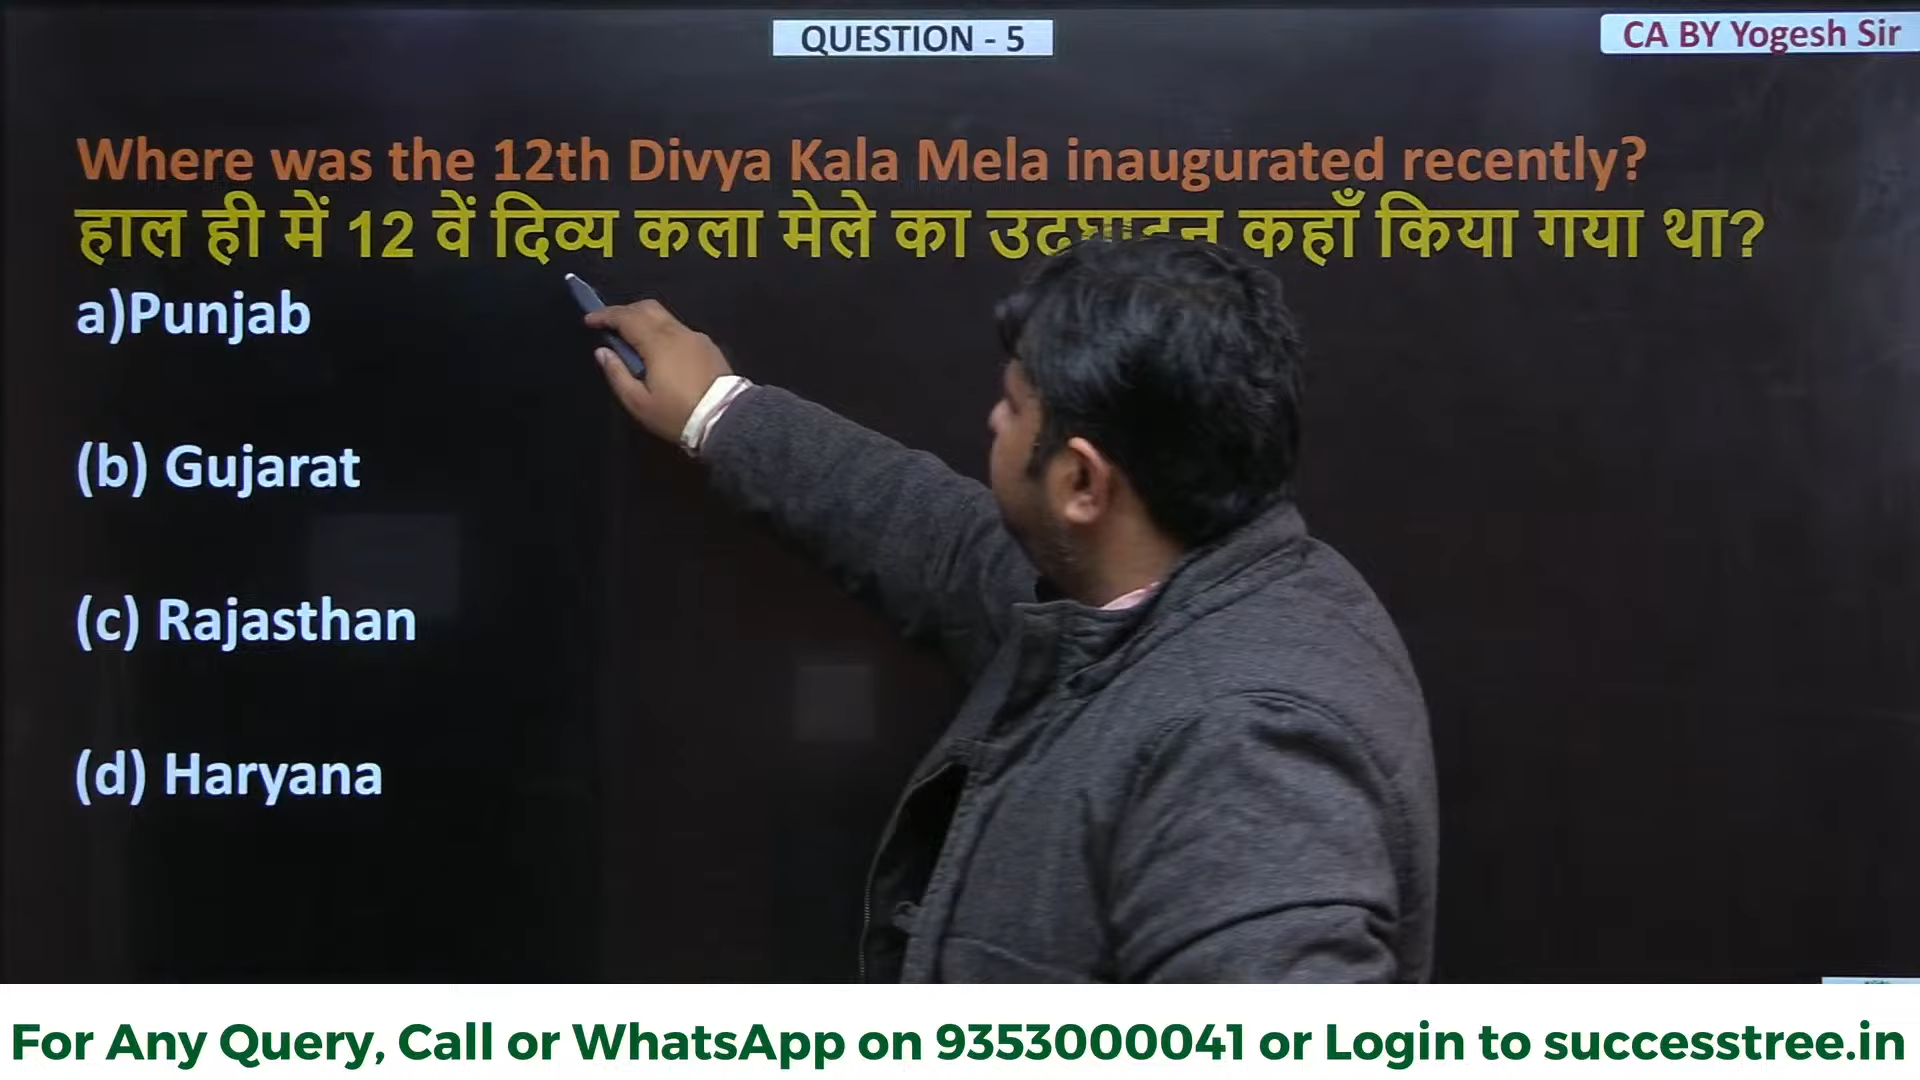 QUESTION - 5
CA BY Yogesh Sir
Where was the 12th Divya Kala Mela inaugurated recently?
हाल ही में 12 वें दिव्य कला मेले का कहाँ किया गया था?
a)Punjab
(b) Gujarat
(c) Rajasthan
(d) Haryana
For Any Query, Call or WhatsApp on 9353000041 or Login to successtree.in